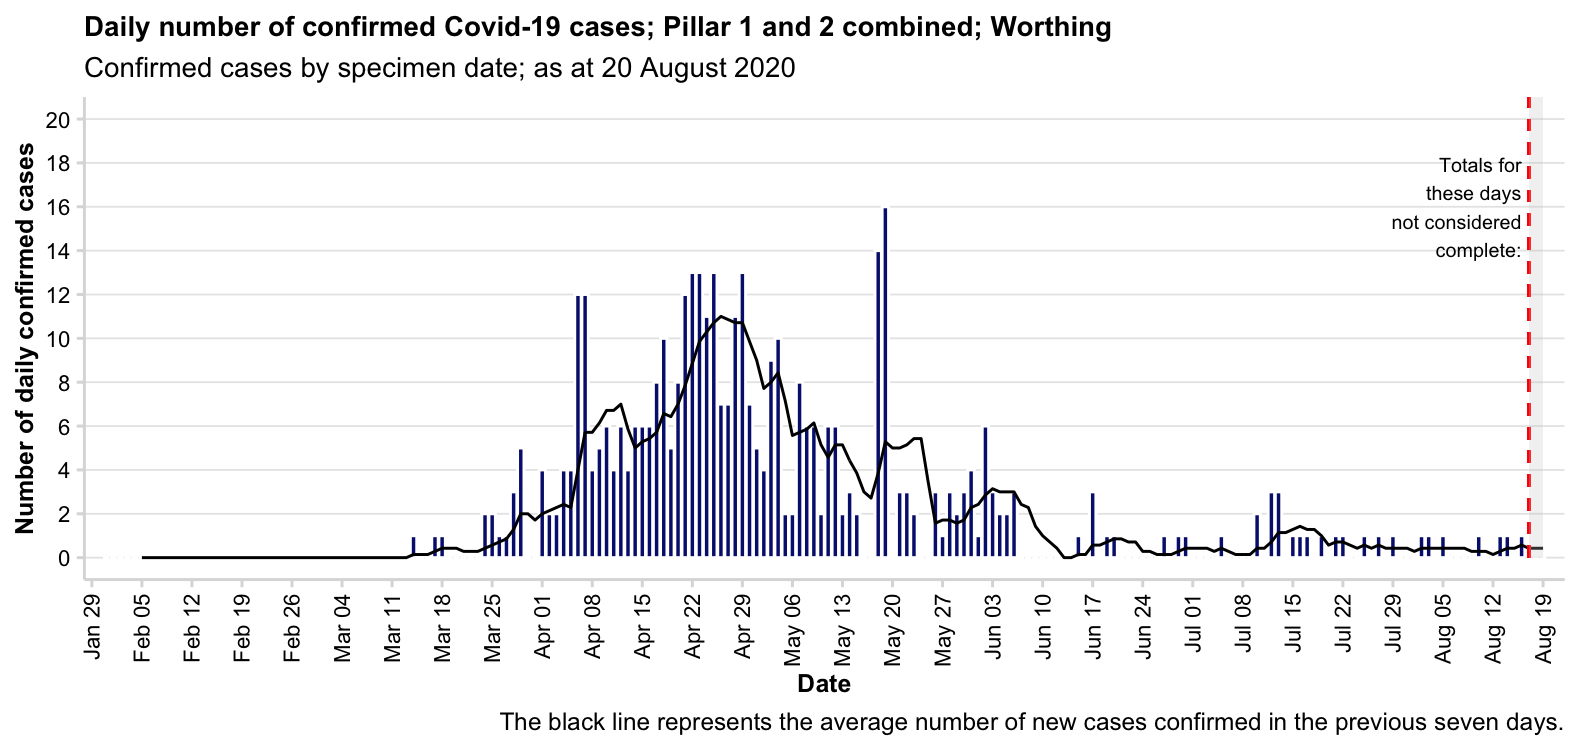 Daily number of confirmed Covid-19 cases; Pillar 1 and 2 combined; Worthing
Confirmed cases by specimen date; as at 20 August 2020
Number of daily confirmed cases
20
18
16
14
12
10
8
6
4
2
0
Totals for
these days
not considered
complete:
Jan 29
Feb 05
Feb 12
Feb 19
Feb 26
Mar 04
Mar 11
Mar 18
Mar 25
Apr 01
Apr 08
Apr 15
Apr 22
Apr 29
May 06
May 13
May 20
May 27
Jun 03
Jun 10
Jun 17
Jun 24
Jul 01
Jul 08
Jul 15
Jul 22
Jul 29
Aug 05
Aug 12
Aug 19
Date
The black line represents the average number of new cases confirmed in the previous seven days.